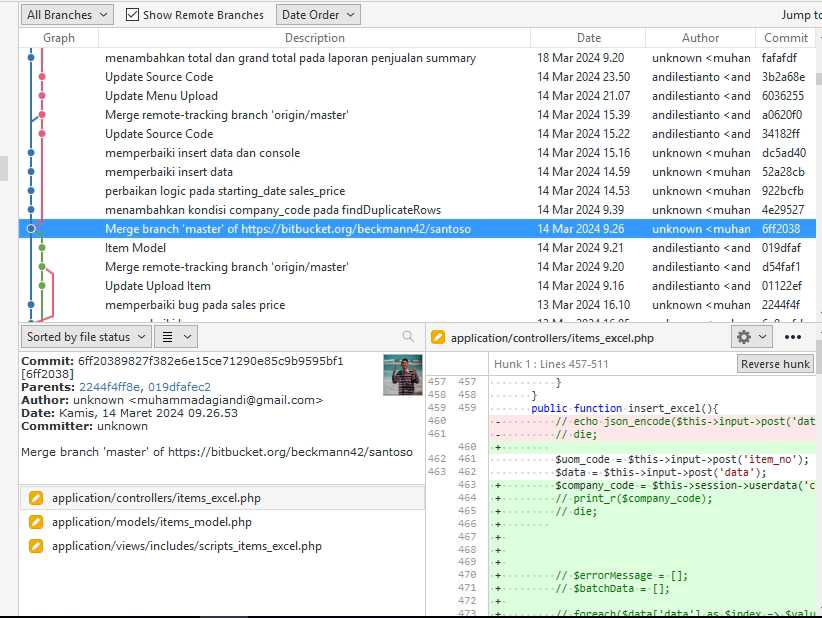 All Branches Show Remote Branches Date Order Jump to
Graph Description Date Author Commit
menambahkan total dan grand total pada laporan penjualan summary 18 Mar 2024 9.20 unknown <muhan fafafdf
Update Source Code 14 Mar 2024 23.50 andilestianto <and 3b2a68e
Update Menu Upload 14 Mar 2024 21.07 andilestianto <and 6036255
Merge remote-tracking branch 'origin/master' 14 Mar 2024 15.39 andilestianto <and a0620f0
Update Source Code 14 Mar 2024 15.22 andilestianto <and 34182ff
memperbaiki insert data dan console 14 Mar 2024 15.16 unknown <muhan dc5ad40
memperbaiki insert data 14 Mar 2024 14.59 unknown <muhan 52a28cb
perbaikan logic pada starting_date sales_price 14 Mar 2024 14.53 unknown <muhan 922bcfb
menambahkan kondisi company_code pada findDuplicateRows 14 Mar 2024 9.39 unknown <muhan 4e29527
Merge branch 'master' of https://bitbucket.org/beckmann42/santoso 14 Mar 2024 9.26 unknown <muhan 6ff2038
Item Model 14 Mar 2024 9.21 andilestianto <and 019dfaf
Merge remote-tracking branch 'origin/master' 14 Mar 2024 9.20 andilestianto <and d54faf1
Update Upload Item 14 Mar 2024 9.16 andilestianto <and 01122ef
memperbaiki bug pada sales price 13 Mar 2024 16.10 unknown <muhan 2244f4f
Sorted by file status
Commit: 6ff20389827f382e6e15ce71290e85c9b9595bf1
[6ff2038]
Parents: 2244f4ff8e, 019dfafec2
Author: unknown <muhammadagiandi@gmail.com>
Date: Kamis, 14 Maret 2024 09.26.53
Committer: unknown
Merge branch 'master' of https://bitbucket.org/beckmann42/santoso
application/controllers/items_excel.php
application/models/items_model.php
application/views/includes/scripts_items_excel.php
application/controllers/items_excel.php
Hunk 1 : Lines 457-511 Reverse hunk
457 457 }
458 458 }
459 459 public function insert_excel(){
460 - // echo json_encode($this->input->post('dat
461 - // die;
460 +
462 461 $uom_code = $this->input->post('item_no');
463 462 $data = $this->input->post('data');
463 + $company_code = $this->session->userdata('c
464 + // print_r($company_code);
465 + // die;
466 +
467 +
468 +
469 +
470 + // $errorMessage = [];
471 + // $batchData = [];
472 +
473 + // foreach($data['data'] as $index => $valu